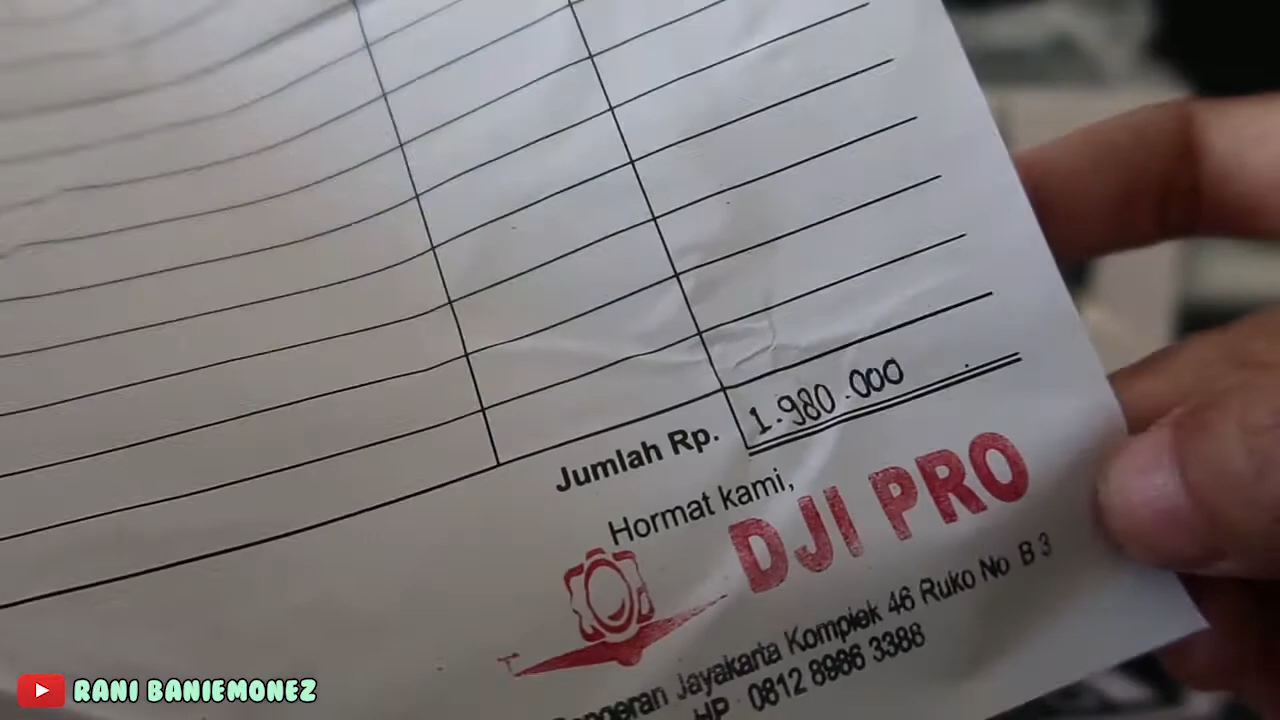 Jumlah Rp. 1.980.000
Hormat kami,
DJI PRO
Pangeran Jayakarta Komplek 46 Ruko No B 3
HP 0812 8986 3388
RANI BANIEMONEZ